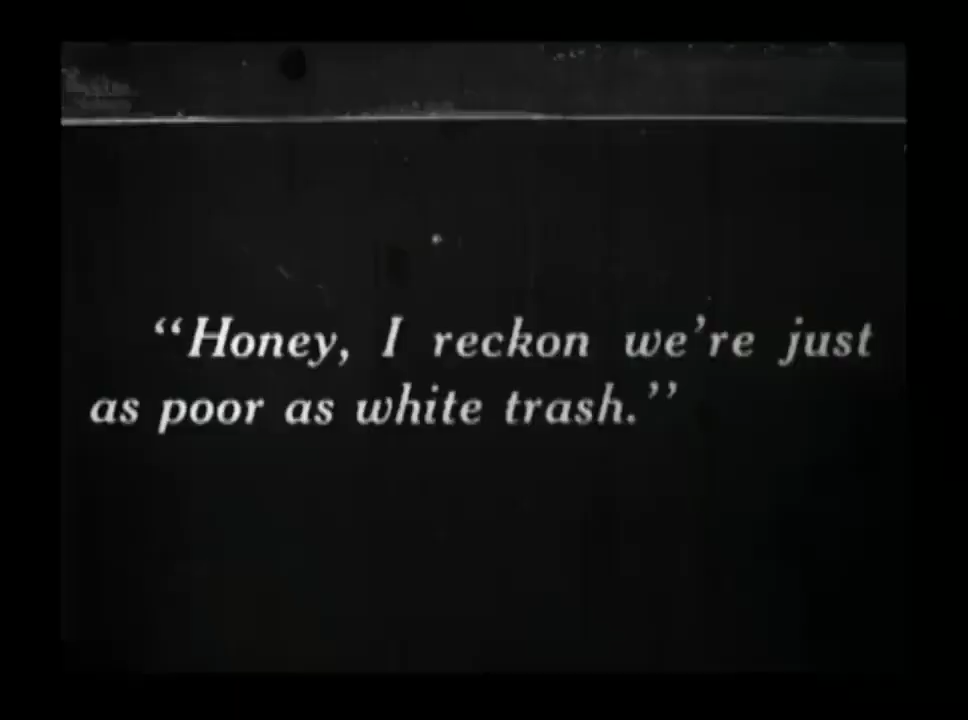 “Honey, I reckon we’re just
as poor as white trash.”